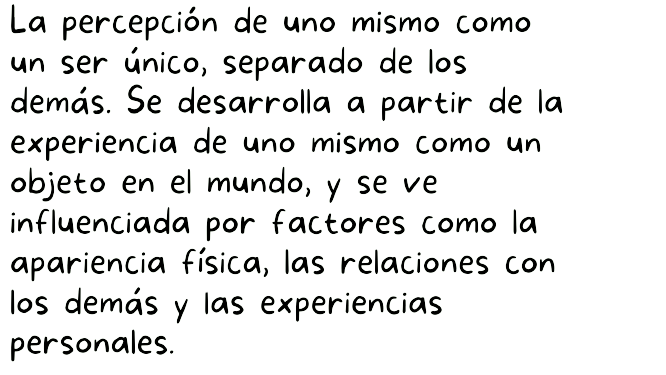 La percepción de uno mismo como
un ser único, separado de los
demás. Se desarrolla a partir de la
experiencia de uno mismo como un
objeto en el mundo, y se ve
influenciada por factores como la
apariencia física, las relaciones con
los demás y las experiencias
personales.